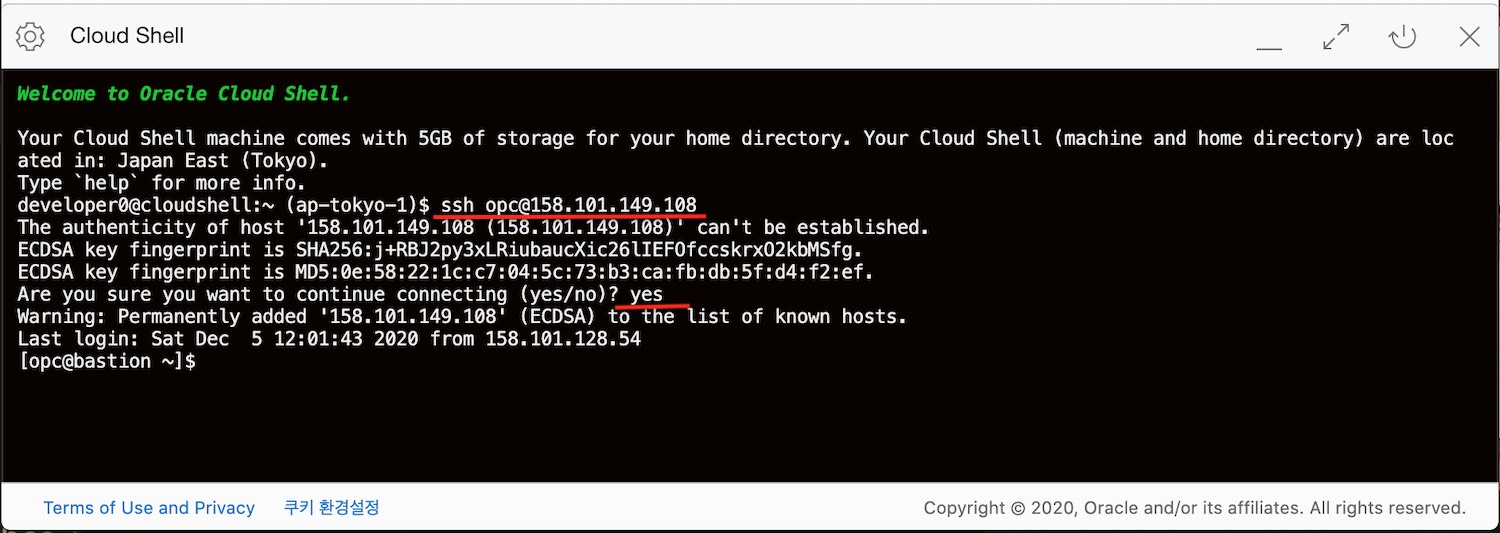 Cloud Shell
Welcome to Oracle Cloud Shell.
Your Cloud Shell machine comes with 5GB of storage for your home directory. Your Cloud Shell (machine and home directory) are loc
ated in: Japan East (Tokyo).
Type `help` for more info.
developer0@cloudshell:~ (ap-tokyo-1)$ ssh opc@158.101.149.108
The authenticity of host '158.101.149.108 (158.101.149.108)' can't be established.
ECDSA key fingerprint is SHA256:j+RBJ2py3xLRiubaucXic26lIEFOfccskrxO2kbMSfg.
ECDSA key fingerprint is MD5:0e:58:22:1c:c7:04:5c:73:b3:ca:fb:db:5f:d4:f2:ef.
Are you sure you want to continue connecting (yes/no)? yes
Warning: Permanently added '158.101.149.108' (ECDSA) to the list of known hosts.
Last login: Sat Dec  5 12:01:43 2020 from 158.101.128.54
[opc@bastion ~]$
Terms of Use and Privacy 쿠키 환경설정 Copyright © 2020, Oracle and/or its affiliates. All rights reserved.